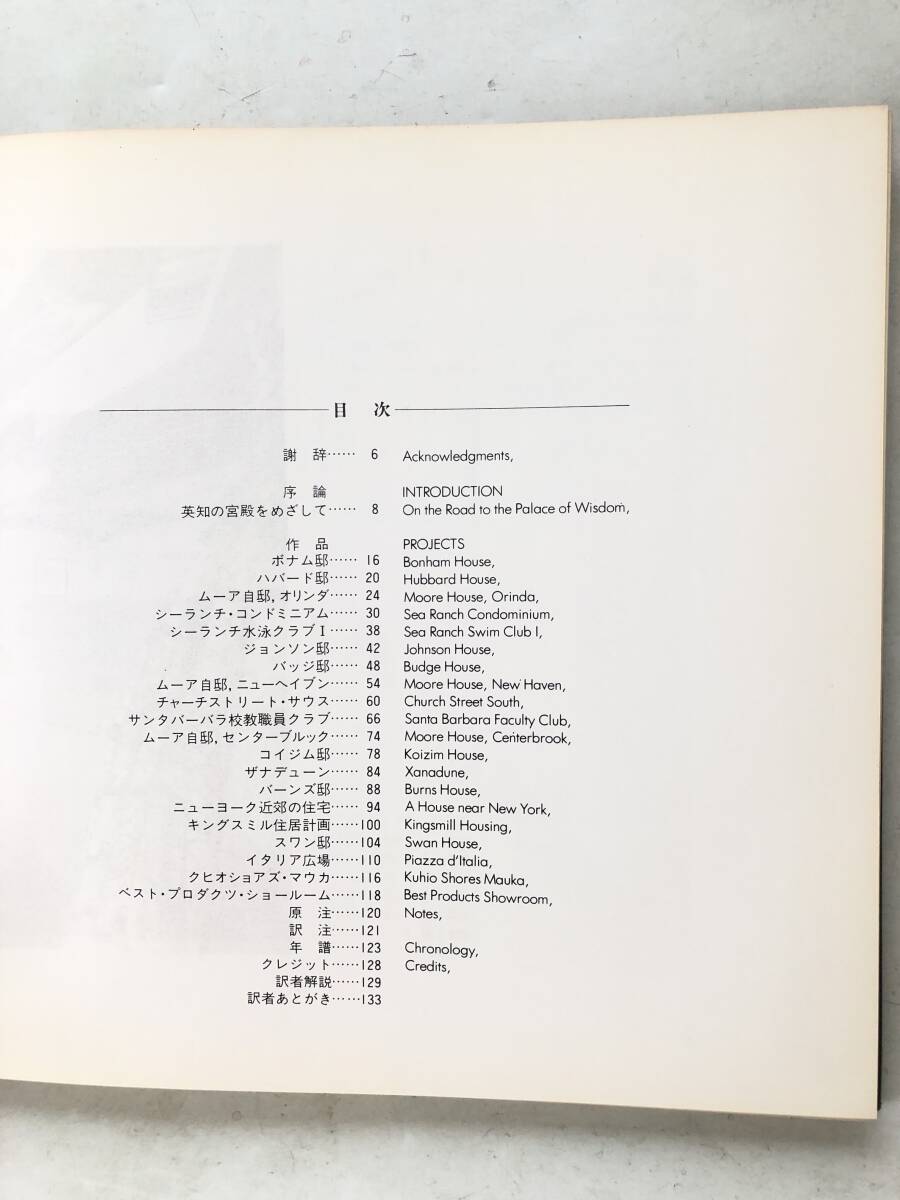 目 次
謝 辞…… 6 Acknowledgments,
序 論 INTRODUCTION
英知の宮殿をめざして…… 8 On the Road to the Palace of Wisdom,
作 品 PROJECTS
ボナム邸…… 16 Bonham House,
ハバード邸…… 20 Hubbard House,
ムーア自邸,オリンダ…… 24 Moore House, Orinda,
シーランチ・コンドミニアム…… 30 Sea Ranch Condominium,
シーランチ水泳クラブⅠ…… 38 Sea Ranch Swim Club I,
ジョンソン邸…… 42 Johnson House,
バッジ邸…… 48 Budge House,
ムーア自邸,ニューヘイブン…… 54 Moore House, New Haven,
チャーチストリート・サウス…… 60 Church Street South,
サンタバーバラ校教職員クラブ…… 66 Santa Barbara Faculty Club,
ムーア自邸,センターブルック…… 74 Moore House, Centerbrook,
コイジム邸…… 78 Koizim House,
ザナデューン…… 84 Xanadune,
バーンズ邸…… 88 Burns House,
ニューヨーク近郊の住宅…… 94 A House near New York,
キングスミル住居計画……100 Kingsmill Housing,
スワン邸……104 Swan House,
イタリア広場……110 Piazza d'Italia,
クヒオショアズ・マウカ……116 Kuhio Shores Mauka,
ベスト・プロダクツ・ショールーム……118 Best Products Showroom,
原 注……120 Notes,
訳 注……121
年 譜……123 Chronology,
クレジット……128 Credits,
訳者解説……129
訳者あとがき……133